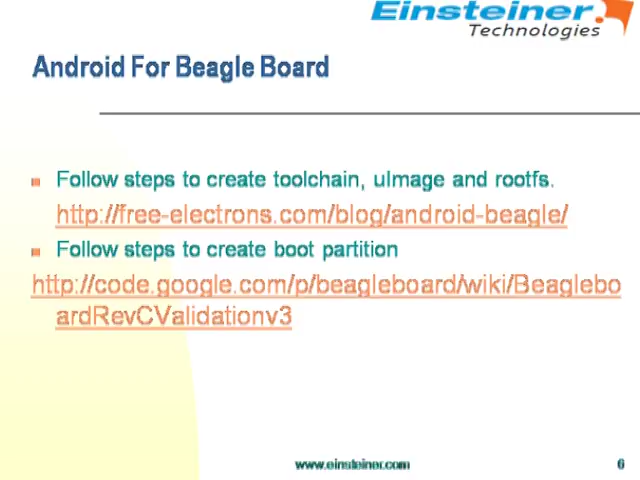 Einsteiner
Technologies
Android For Beagle Board
Follow steps to create toolchain, uImage and rootfs.
http://free-electrons.com/blog/android-beagle/
Follow steps to create boot partition
http://code.google.com/p/beagleboard/wiki/Beaglebo
ardRevCValidationv3
www.einsteiner.com 6